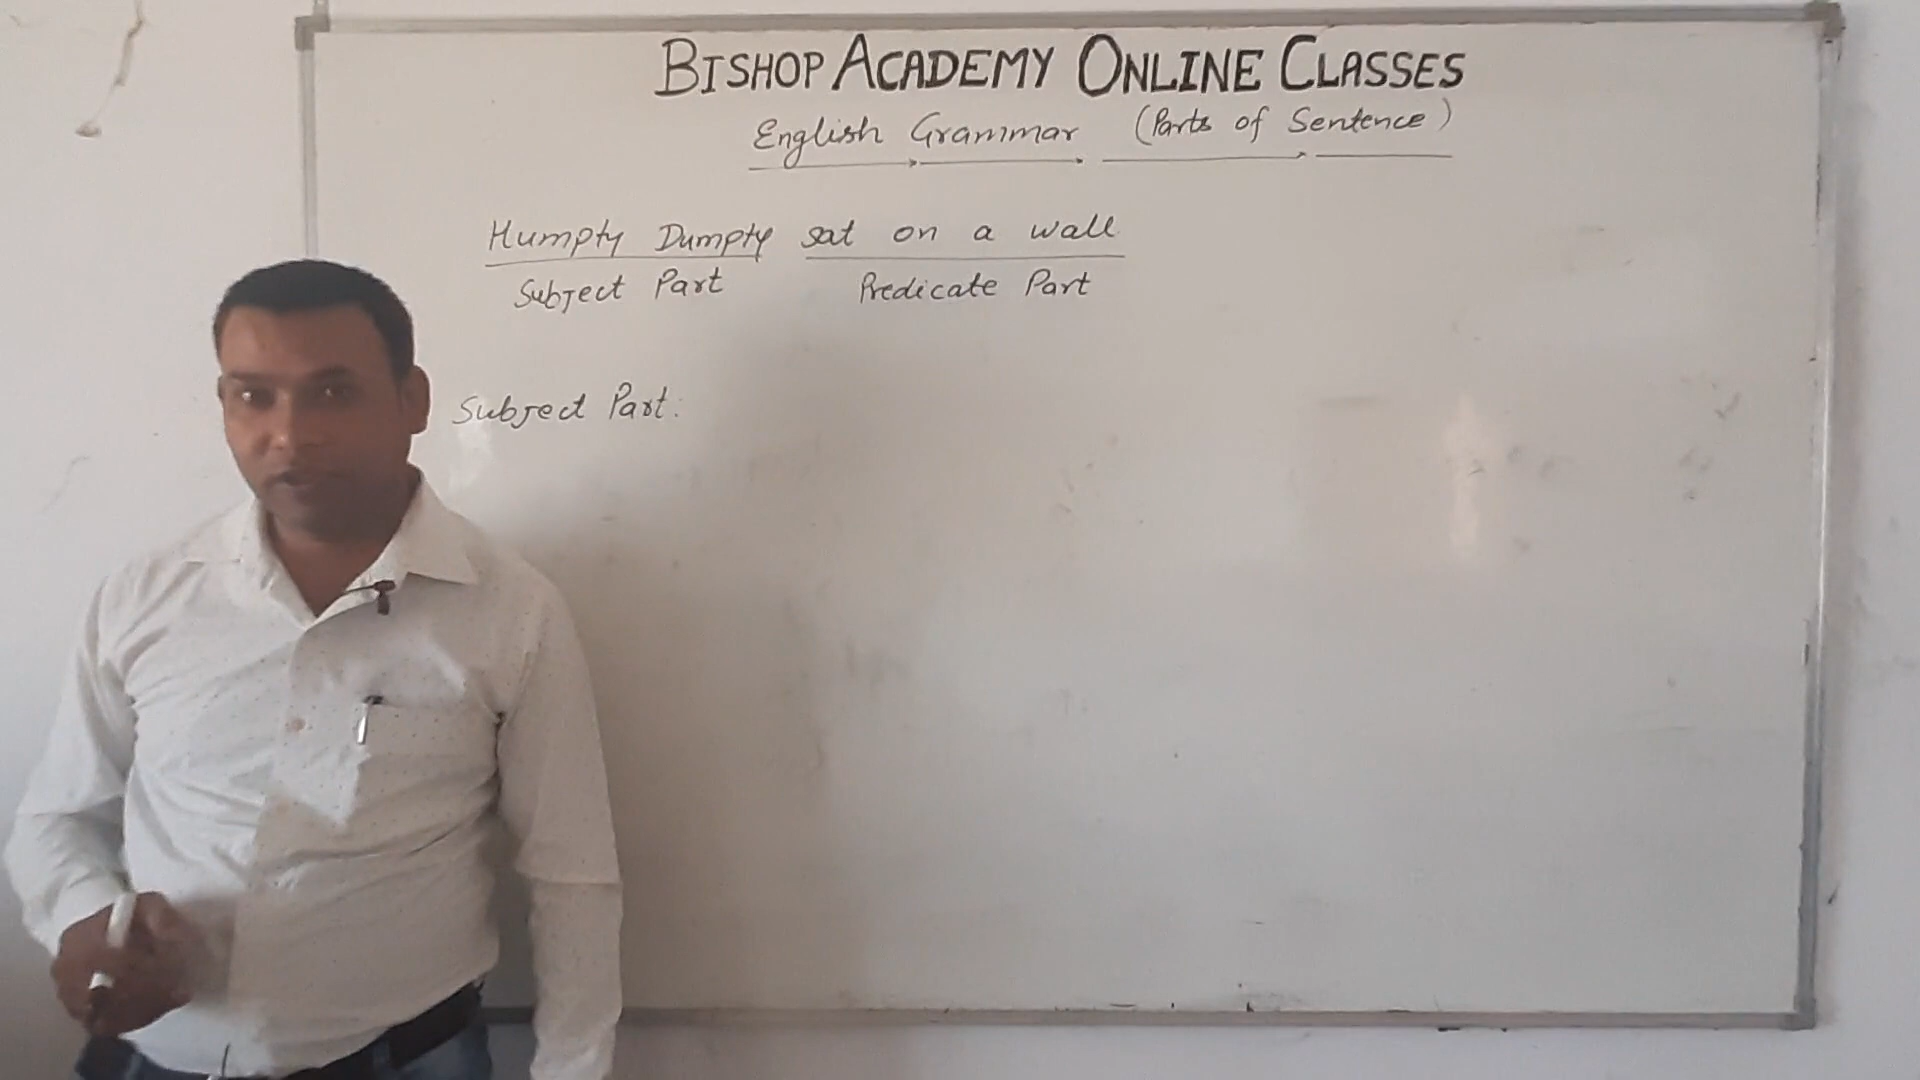 BISHOP ACADEMY ONLINE CLASSES
English Grammar (Parts of Sentence)
Humpty Dumpty sat on a wall
Subject Part Predicate Part
Subject Part: